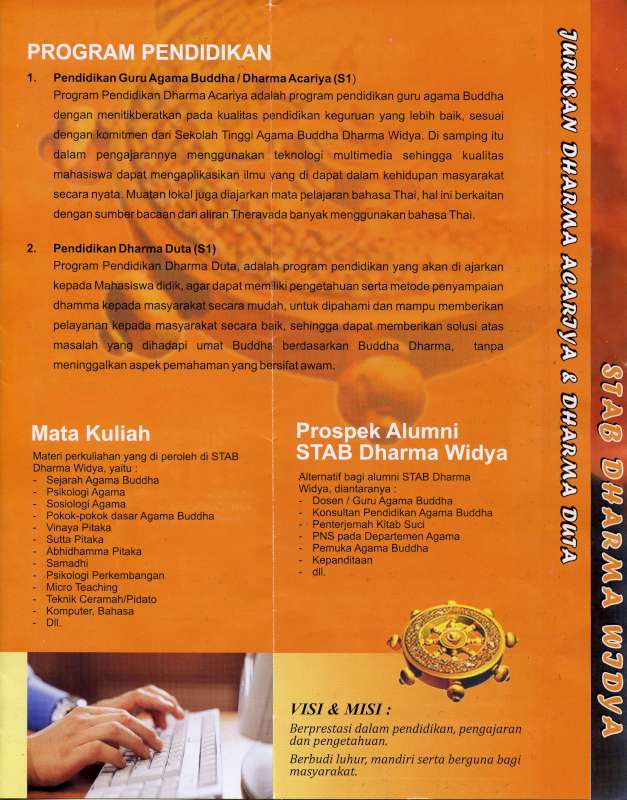 PROGRAM PENDIDIKAN
1. Pendidikan Guru Agama Buddha / Dharma Acariya (S1)
Program Pendidikan Dharma Acariya adalah program pendidikan guru agama Buddha
dengan menitikberatkan pada kualitas pendidikan keguruan yang lebih baik, sesuai
dengan komitmen dari Sekolah Tinggi Agama Buddha Dharma Widya. Di samping itu
dalam pengajarannya menggunakan teknologi multimedia sehingga kualitas
mahasiswa dapat mengaplikasikan ilmu yang di dapat dalam kehidupan masyarakat
secara nyata. Muatan lokal juga diajarkan mata pelajaran bahasa Thai, hal ini berkaitan
dengan sumber bacaan dari aliran Theravada banyak menggunakan bahasa Thai.
2. Pendidikan Dharma Duta (S1)
Program Pendidikan Dharma Duta, adalah program pendidikan yang akan di ajarkan
kepada Mahasiswa didik, agar dapat memiliki pengetahuan serta metode penyampaian
dhamma kepada masyarakat secara mudah, untuk dipahami dan mampu memberikan
pelayanan kepada masyarakat secara baik, sehingga dapat memberikan solusi atas
masalah yang dihadapi umat Buddha berdasarkan Buddha Dharma, tanpa
meninggalkan aspek pemahaman yang bersifat awam.
Mata Kuliah
Materi perkuliahan yang di peroleh di STAB
Dharma Widya, yaitu :
- Sejarah Agama Buddha
- Psikologi Agama
- Sosiologi Agama
- Pokok-pokok dasar Agama Buddha
- Vinaya Pitaka
- Sutta Pitaka
- Abhidhamma Pitaka
- Samadhi
- Psikologi Perkembangan
- Micro Teaching
- Teknik Ceramah/Pidato
- Komputer, Bahasa
- Dll.
Prospek Alumni
STAB Dharma Widya
Alternatif bagi alumni STAB Dharma
Widya, diantaranya :
- Dosen / Guru Agama Buddha
- Konsultan Pendidikan Agama Buddha
- Penterjemah Kitab Suci
- PNS pada Departemen Agama
- Pemuka Agama Buddha
- Kepanditaan
- dll.
VISI & MISI :
Berprestasi dalam pendidikan, pengajaran
dan pengetahuan.
Berbudi luhur, mandiri serta berguna bagi
masyarakat.
JURUSAN DHARMA ACARIYA & DHARMA DUTA
STAB DHARMA WIDYA